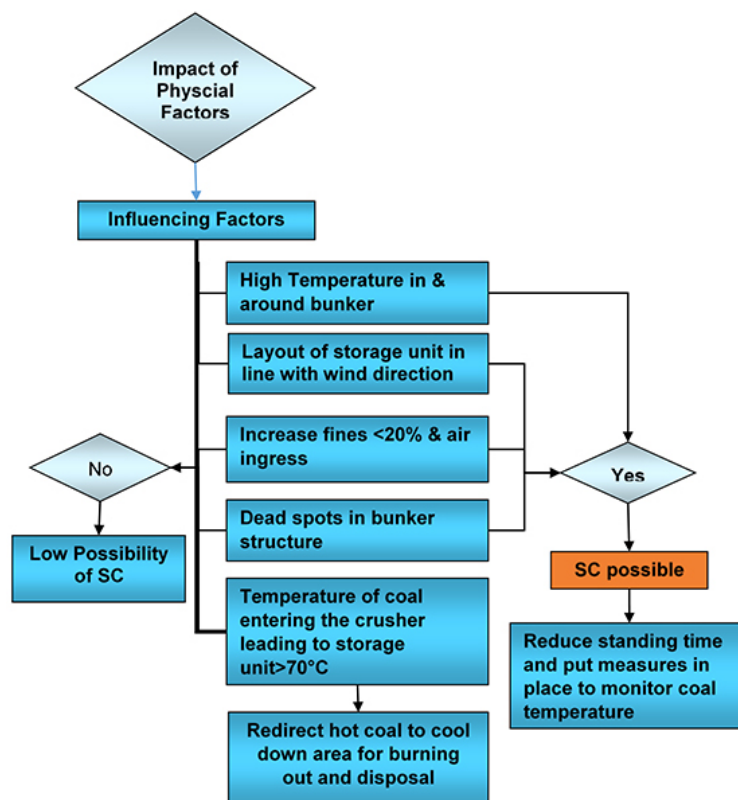 Impact of
Physcial
Factors
Influencing Factors
High Temperature in &
around bunker
Layout of storage unit in
line with wind direction
Increase fines <20% & air
ingress
Dead spots in bunker
structure
Temperature of coal
entering the crusher
leading to storage
unit>70°C
Redirect hot coal to cool
down area for burning
out and disposal
No
Low Possibility
of SC
Yes
SC possible
Reduce standing time
and put measures in
place to monitor coal
temperature